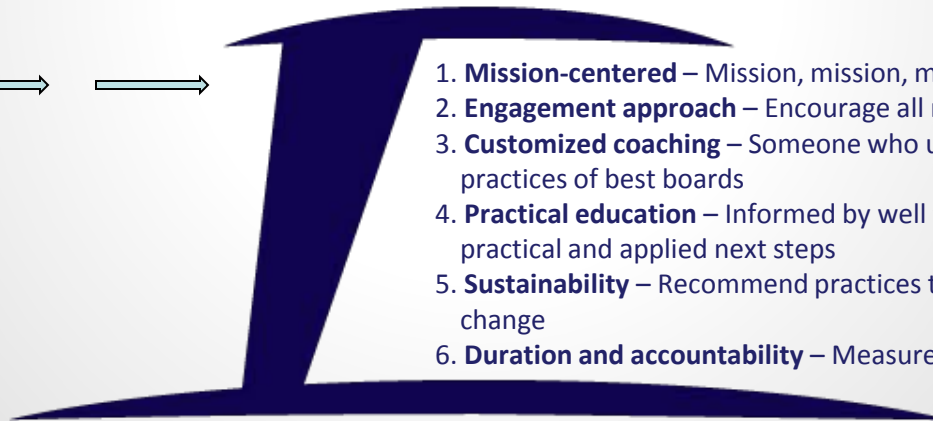 1. Mission-centered – Mission, mission, m
2. Engagement approach – Encourage all
3. Customized coaching – Someone who
practices of best boards
4. Practical education – Informed by well
practical and applied next steps
5. Sustainability – Recommend practices
change
6. Duration and accountability – Measure